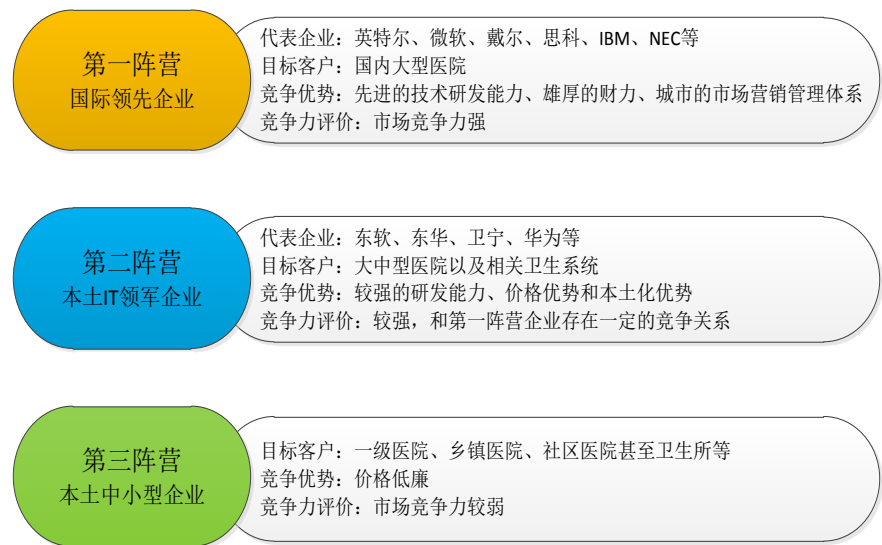 第一阵营
国际领先企业
代表企业：英特尔、微软、戴尔、思科、IBM、NEC等
目标客户：国内大型医院
竞争优势：先进的技术研发能力、雄厚的财力、城市的市场营销管理体系
竞争力评价：市场竞争力强
第二阵营
本土IT领军企业
代表企业：东软、东华、卫宁、华为等
目标客户：大中型医院以及相关卫生系统
竞争优势：较强的研发能力、价格优势和本土化优势
竞争力评价：较强，和第一阵营企业存在一定的竞争关系
第三阵营
本土中小型企业
目标客户：一级医院、乡镇医院、社区医院甚至卫生所等
竞争优势：价格低廉
竞争力评价：市场竞争力较弱